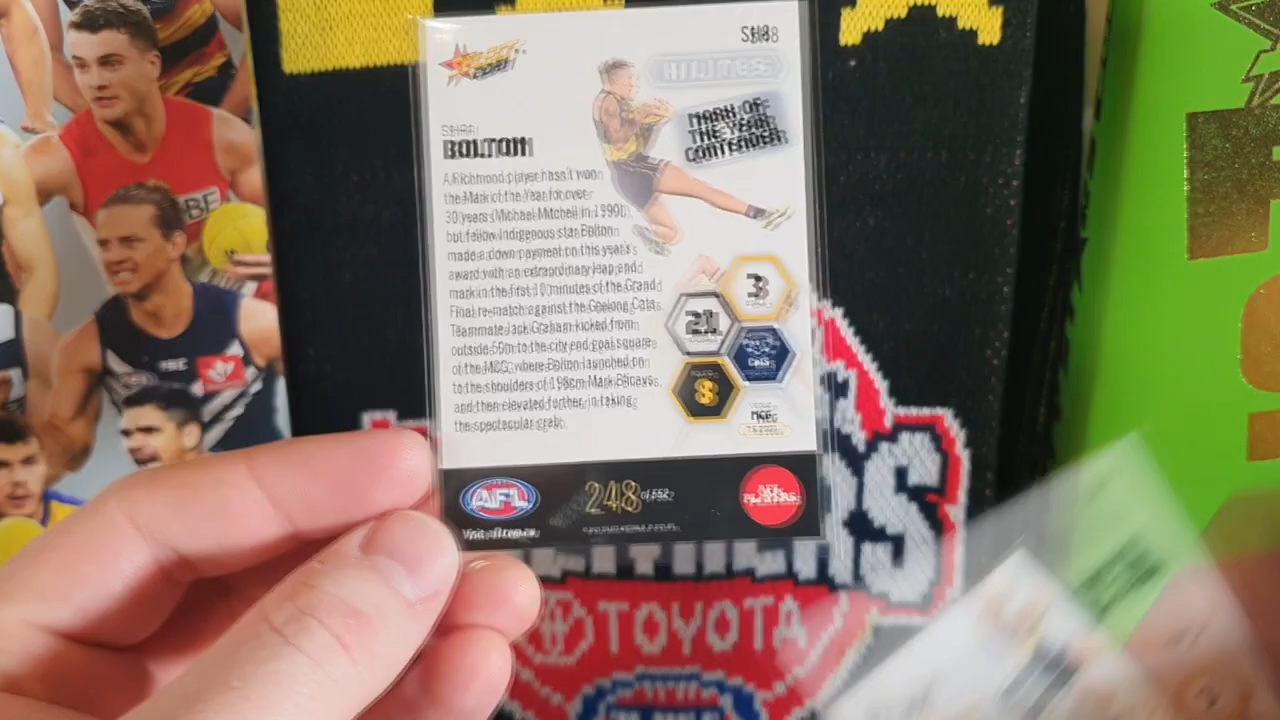 SH8
HILITES
MARK OF
THE YEAR
CONTENDER
SHAI
BOLTON
A Richmond player hasn't won
the Mark of the Year for over
30 years (Michael Mitchell in 1990),
but fellow Indigenous star Bolton
made a down payment on this year's
award with an extraordinary leap and
mark in the first 10 minutes of the Grand
Final re-match against the Geelong Cats.
Teammate Jack Graham kicked from
outside 50m to the city end goal square
of the MCG, where Bolton launched on
to the shoulders of 198cm Mark Blicavs,
and then elevated further in taking
the spectacular grab.
3
21
CATS
8
VENUE
MCG
AFL
248 of 552
AFL
PLAYERS
TOYOTA